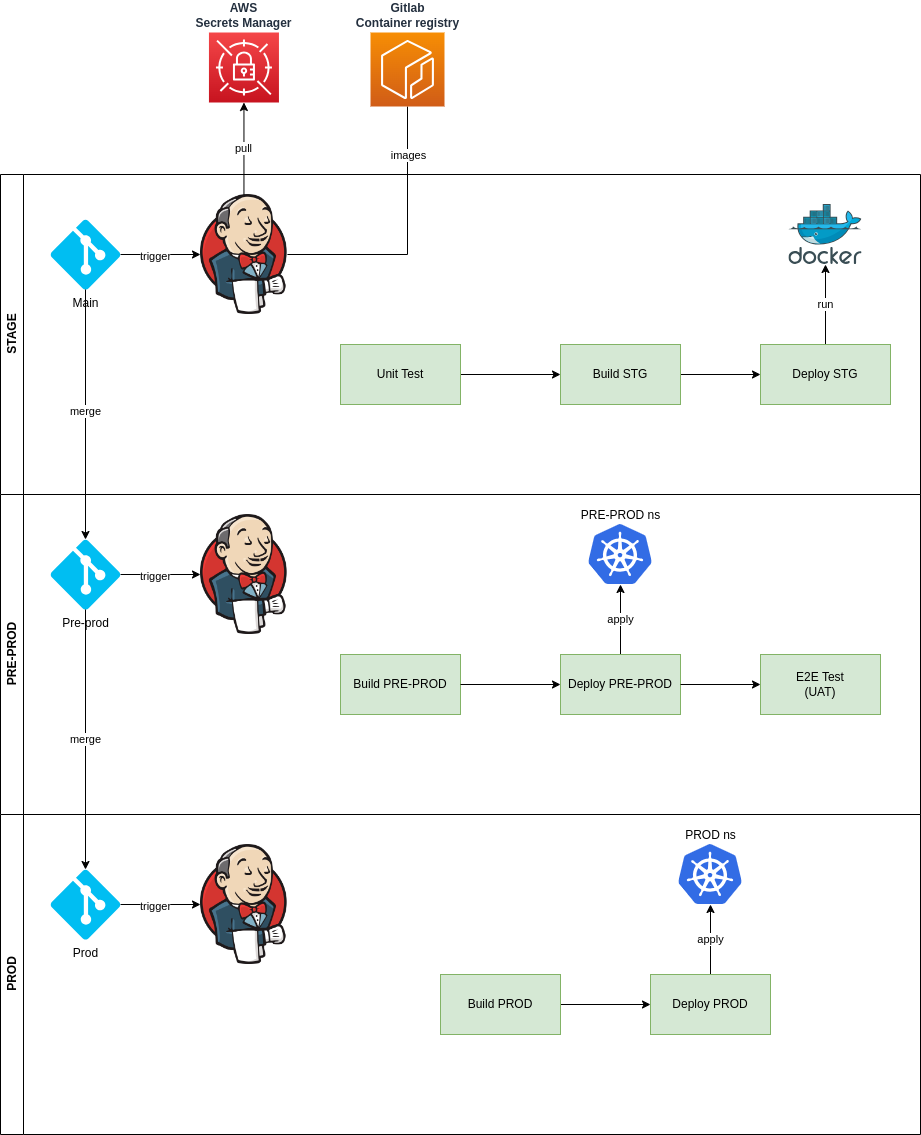 AWS
Secrets Manager
Gitlab
Container registry
pull
images
STAGE
trigger
Main
docker
run
Unit Test
Build STG
Deploy STG
merge
PRE-PROD
PRE-PROD ns
trigger
Pre-prod
apply
Build PRE-PROD
Deploy PRE-PROD
E2E Test
(UAT)
merge
PROD
PROD ns
trigger
Prod
apply
Build PROD
Deploy PROD